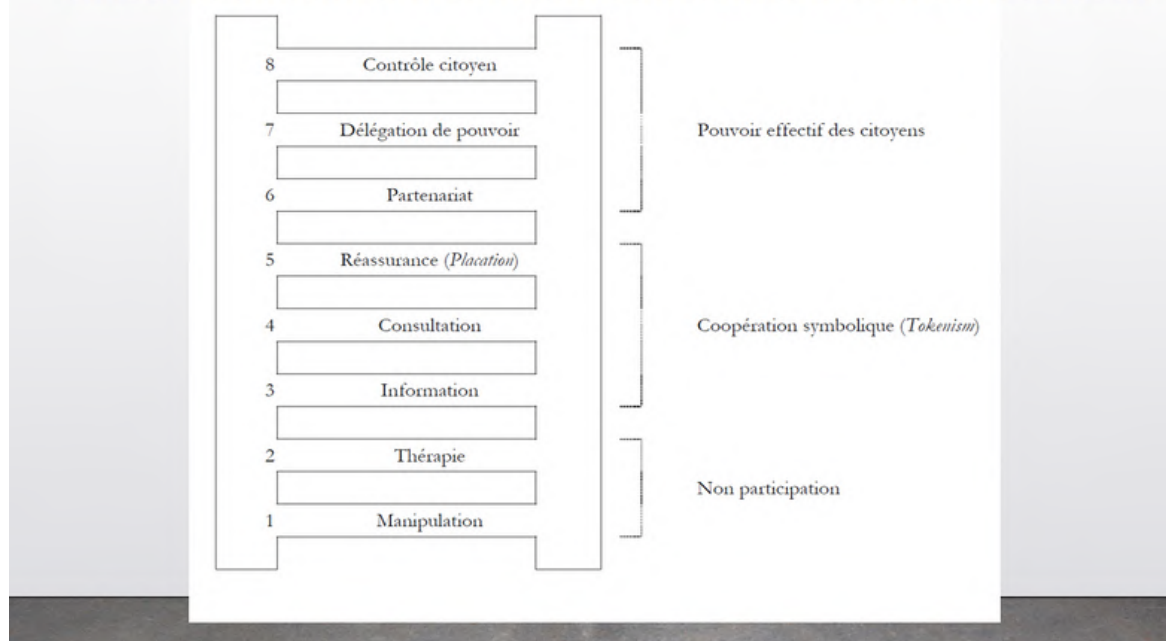 8 Contrôle citoyen
7 Délégation de pouvoir
Pouvoir effectif des citoyens
6 Partenariat
5 Réassurance (Placation)
4 Consultation
Coopération symbolique (Tokenism)
3 Information
2 Thérapie
Non participation
1 Manipulation